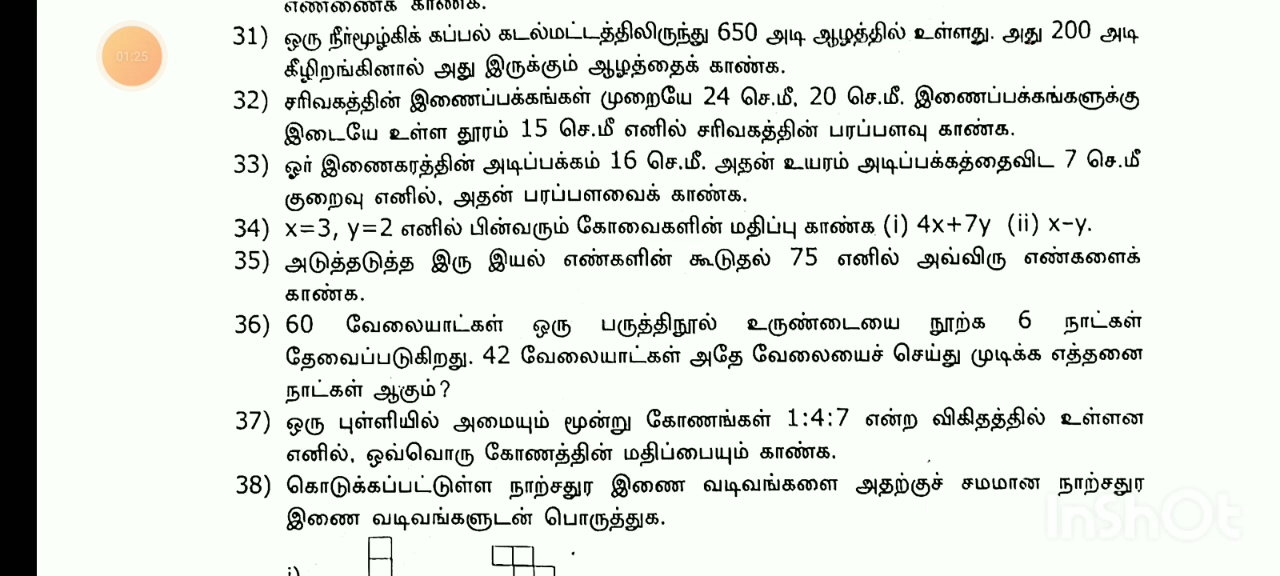 எண்ணைக் காண்க.
31) ஒரு நீர்மூழ்கிக் கப்பல் கடல்மட்டத்திலிருந்து 650 அடி ஆழத்தில் உள்ளது. அது 200 அடி
01:25
கீழிறங்கினால் அது இருக்கும் ஆழத்தைக் காண்க.
32) சரிவகத்தின் இணைப்பக்கங்கள் முறையே 24 செ.மீ, 20 செ.மீ. இணைப்பக்கங்களுக்கு
இடையே உள்ள தூரம் 15 செ.மீ எனில் சரிவகத்தின் பரப்பளவு காண்க.
33) ஓர் இணைகரத்தின் அடிப்பக்கம் 16 செ.மீ. அதன் உயரம் அடிப்பக்கத்தைவிட 7 செ.மீ
குறைவு எனில், அதன் பரப்பளவைக் காண்க.
34) x=3, y=2 எனில் பின்வரும் கோவைகளின் மதிப்பு காண்க (i) 4x+7y (ii) x-y.
35) அடுத்தடுத்த இரு இயல் எண்களின் கூடுதல் 75 எனில் அவ்விரு எண்களைக்
காண்க.
36) 60 வேலையாட்கள் ஒரு பருத்திநூல் உருண்டையை நூற்க 6 நாட்கள்
தேவைப்படுகிறது. 42 வேலையாட்கள் அதே வேலையைச் செய்து முடிக்க எத்தனை
நாட்கள் ஆகும்?
37) ஒரு புள்ளியில் அமையும் மூன்று கோணங்கள் 1:4:7 என்ற விகிதத்தில் உள்ளன
எனில், ஒவ்வொரு கோணத்தின் மதிப்பையும் காண்க.
38) கொடுக்கப்பட்டுள்ள நாற்சதுர இணை வடிவங்களை அதற்குச் சமமான நாற்சதுர
இணை வடிவங்களுடன் பொருத்துக.
InShOt
i)